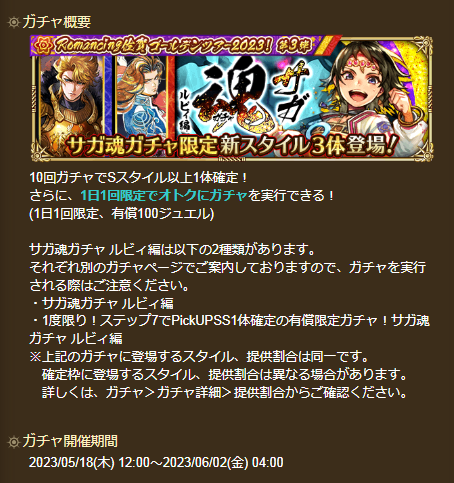 ガチャ概要
Romancing佐賀ゴールデンツアー2023! 第3弾
サガ魂ガチャ
ルビィ編
サガ魂ガチャ限定 新スタイル3体登場!
10回ガチャでSスタイル以上1体確定！
さらに、1日1回限定でオトクにガチャを実行できる！
(1日1回限定、有償100ジュエル)
サガ魂ガチャ ルビィ編は以下の2種類があります。
それぞれ別のガチャページでご案内しておりますので、ガチャを実行
される際はご注意ください。
・サガ魂ガチャ ルビィ編
・1度限り！ステップ7でPickUPSS1体確定の有償限定ガチャ！サガ魂
ガチャ ルビィ編
※上記のガチャに登場するスタイル、提供割合は同一です。
確定枠に登場するスタイル、提供割合は異なる場合があります。
詳しくは、ガチャ＞ガチャ詳細＞提供割合からご確認ください。
ガチャ開催期間
2023/05/18(木) 12:00～2023/06/02(金) 04:00